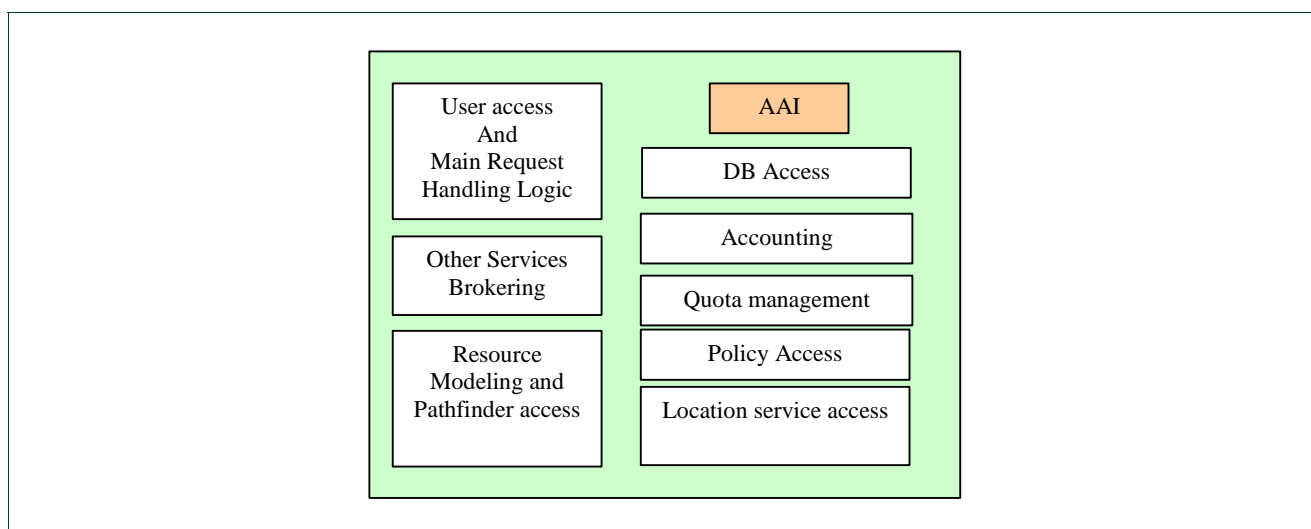 User access
And
Main Request
Handling Logic
Other Services
Brokering
Resource
Modeling and
Pathfinder access
AAI
DB Access
Accounting
Quota management
Policy Access
Location service access